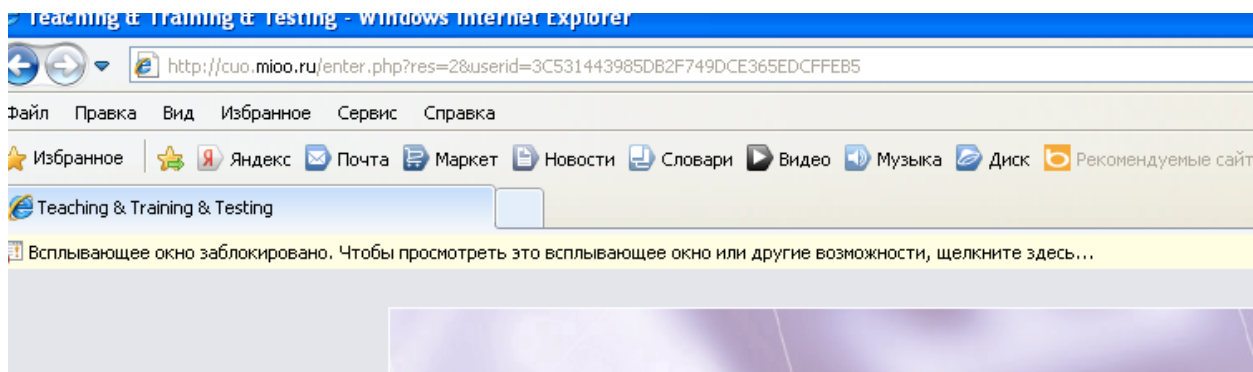 Teaching & Training & Testing - Windows Internet Explorer
http://cuo.mioo.ru/enter.php?res=2&userid=3C531443985DB2F749DCE365EDCFFEB5
Файл Правка Вид Избранное Сервис Справка
Избранное Яндекс Почта Маркет Новости Словари Видео Музыка Диск Рекомендуемые сайт
Teaching & Training & Testing
Всплывающее окно заблокировано. Чтобы просмотреть это всплывающее окно или другие возможности, щелкните здесь...